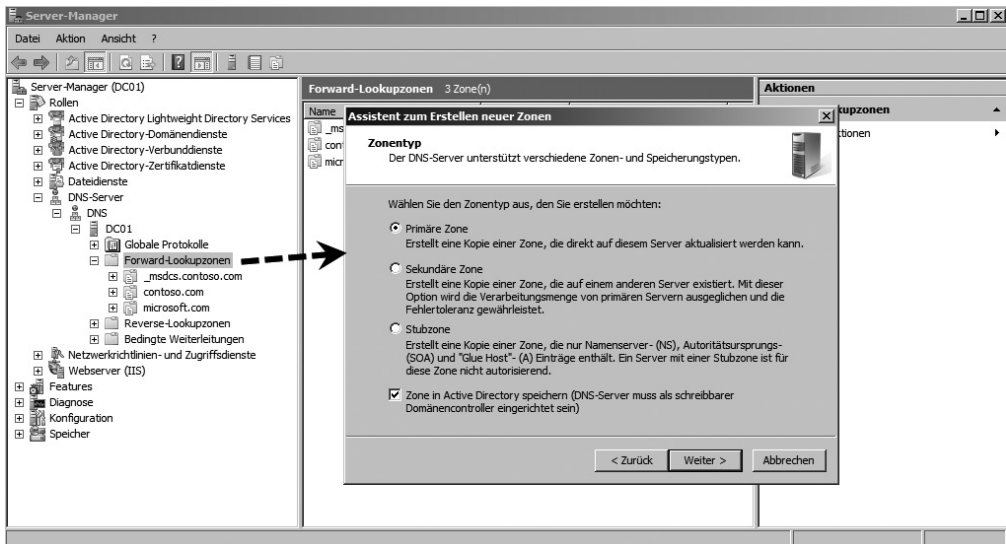 Server-Manager
Datei Aktion Ansicht ?
Server-Manager (DC01)
Rollen
Active Directory Lightweight Directory Services
Active Directory-Domänendienste
Active Directory-Verbunddienste
Active Directory-Zertifikatdienste
Dateidienste
DNS-Server
DNS
DC01
Globale Protokolle
Forward-Lookupzonen
_msdcs.contoso.com
contoso.com
microsoft.com
Reverse-Lookupzonen
Bedingte Weiterleitungen
Netzwerkrichtlinien- und Zugriffsdienste
Webserver (IIS)
Features
Diagnose
Konfiguration
Speicher
Forward-Lookupzonen 3 Zone(n)
Name
_ms
con
micr
Assistent zum Erstellen neuer Zonen
Zonentyp
Der DNS-Server unterstützt verschiedene Zonen- und Speicherungstypen.
Wählen Sie den Zonentyp aus, den Sie erstellen möchten:
Primäre Zone
Erstellt eine Kopie einer Zone, die direkt auf diesem Server aktualisiert werden kann.
Sekundäre Zone
Erstellt eine Kopie einer Zone, die auf einem anderen Server existiert. Mit dieser
Option wird die Verarbeitungsmenge von primären Servern ausgeglichen und die
Fehlertoleranz gewährleistet.
Stubzone
Erstellt eine Kopie einer Zone, die nur Namenserver- (NS), Autoritätsursprungs-
(SOA) und "Glue Host"- (A) Einträge enthält. Ein Server mit einer Stubzone ist für
diese Zone nicht autorisierend.
Zone in Active Directory speichern (DNS-Server muss als schreibbarer
Domänencontroller eingerichtet sein)
< Zurück Weiter > Abbrechen
Aktionen
kupzonen
tionen